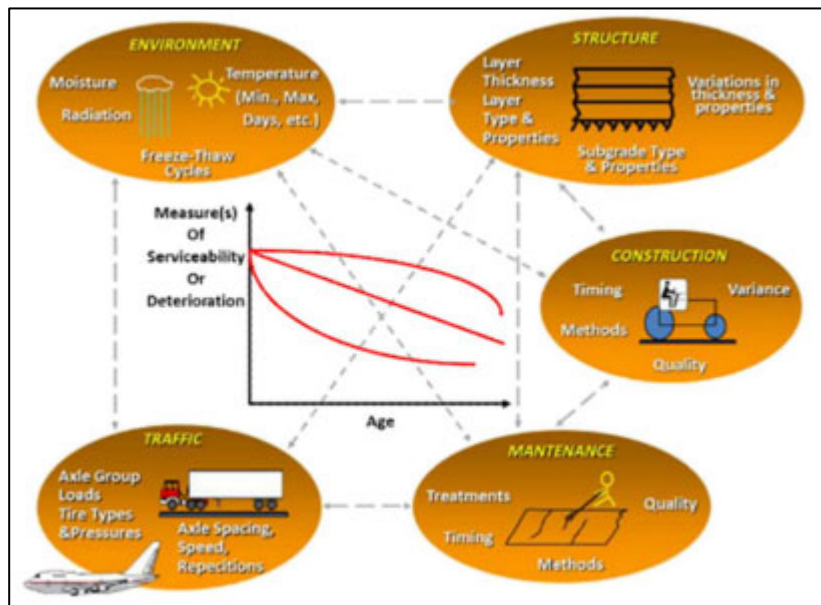 ENVIRONMENT
Moisture
Radiation
Temperature
(Min., Max,
Days, etc.)
Freeze-Thaw
Cycles
STRUCTURE
Layer
Thickness
Layer
Type &
Properties
Variations in
thickness &
properties
Subgrade Type
& Properties
Measure(s)
Of
Serviceability
Or
Deterioration
Age
CONSTRUCTION
Timing
Variance
Methods
Quality
TRAFFIC
Axle Group
Loads
Tire Types
&Pressures
Axle Spacing,
Speed,
Repecitions
MANTENANCE
Treatments
Quality
Timing
Methods